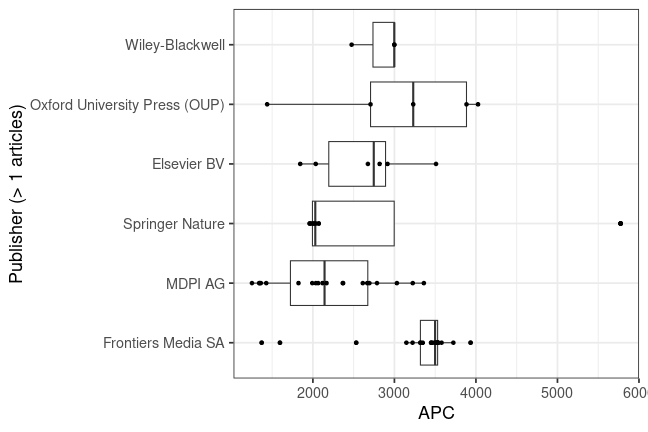 Publisher (> 1 articles)
Wiley-Blackwell
Oxford University Press (OUP)
Elsevier BV
Springer Nature
MDPI AG
Frontiers Media SA
2000 3000 4000 5000 600
APC